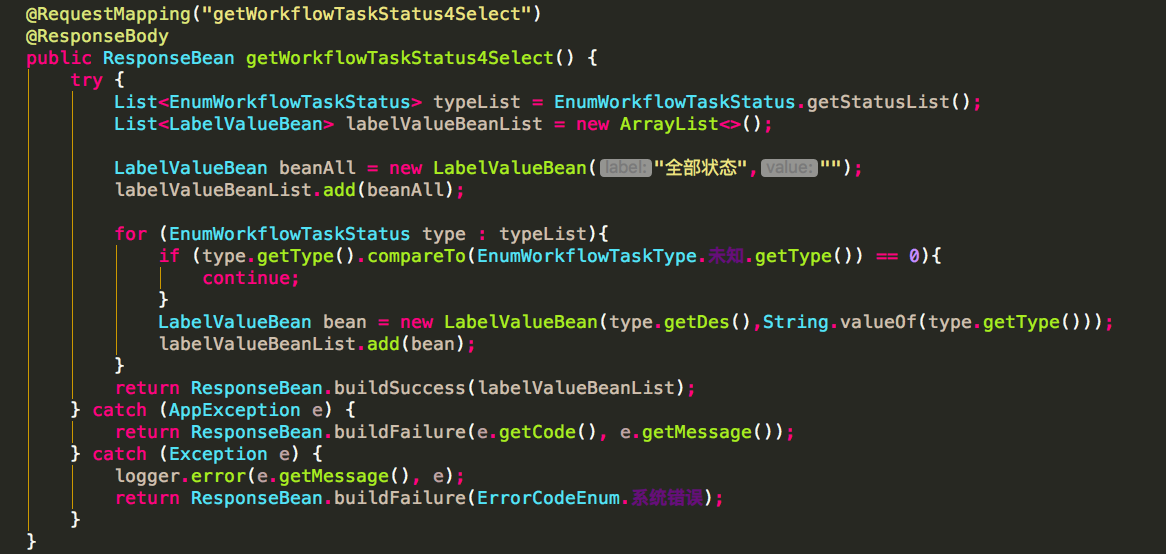 @RequestMapping("getWorkflowTaskStatus4Select")
@ResponseBody
public ResponseBean getWorkflowTaskStatus4Select() {
try {
List<EnumWorkflowTaskStatus> typeList = EnumWorkflowTaskStatus.getStatusList();
List<LabelValueBean> labelValueBeanList = new ArrayList<>();
LabelValueBean beanAll = new LabelValueBean(label:"全部状态",value:"");
labelValueBeanList.add(beanAll);
for (EnumWorkflowTaskStatus type : typeList){
if (type.getType().compareTo(EnumWorkflowTaskType.未知.getType()) == 0){
continue;
}
LabelValueBean bean = new LabelValueBean(type.getDes(),String.valueOf(type.getType()));
labelValueBeanList.add(bean);
}
return ResponseBean.buildSuccess(labelValueBeanList);
} catch (AppException e) {
return ResponseBean.buildFailure(e.getCode(), e.getMessage());
} catch (Exception e) {
logger.error(e.getMessage(), e);
return ResponseBean.buildFailure(ErrorCodeEnum.系统错误);
}
}